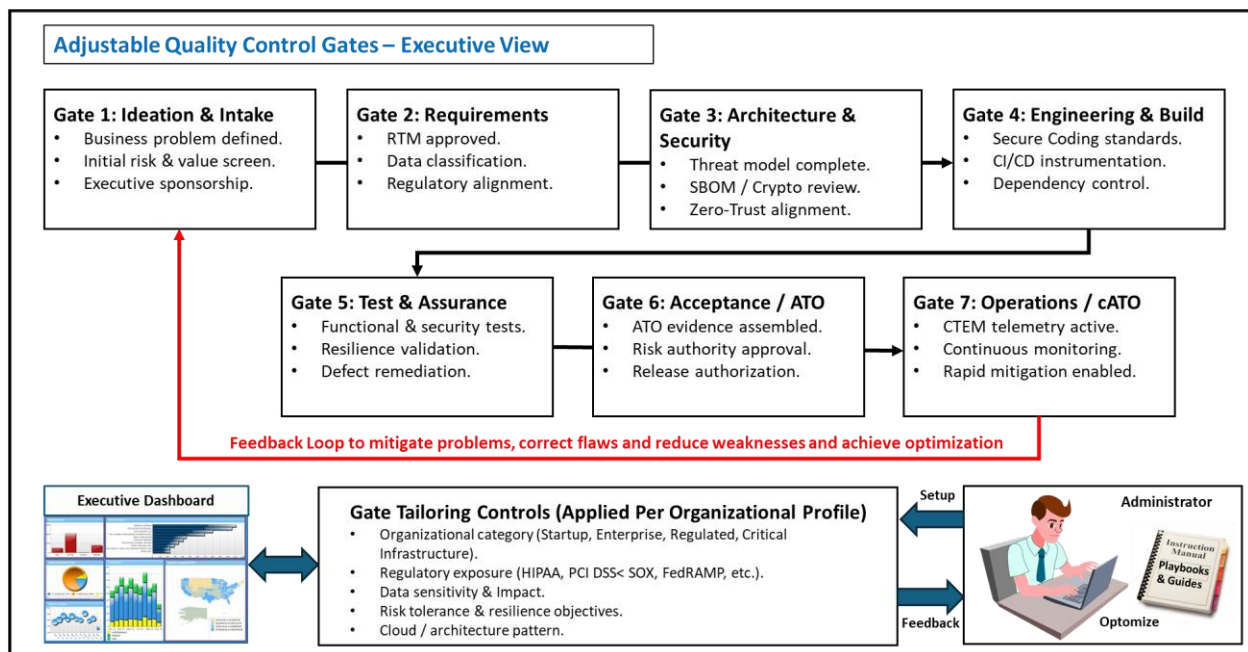 Adjustable Quality Control Gates – Executive View
Gate 1: Ideation & Intake
• Business problem defined.
• Initial risk & value screen.
• Executive sponsorship.
Gate 2: Requirements
• RTM approved.
• Data classification.
• Regulatory alignment.
Gate 3: Architecture &
Security
• Threat model complete.
• SBOM / Crypto review.
• Zero-Trust alignment.
Gate 4: Engineering & Build
• Secure Coding standards.
• CI/CD instrumentation.
• Dependency control.
Gate 5: Test & Assurance
• Functional & security tests.
• Resilience validation.
• Defect remediation.
Gate 6: Acceptance / ATO
• ATO evidence assembled.
• Risk authority approval.
• Release authorization.
Gate 7: Operations / cATO
• CTEM telemetry active.
• Continuous monitoring.
• Rapid mitigation enabled.
Feedback Loop to mitigate problems, correct flaws and reduce weaknesses and achieve optimization
Executive Dashboard
Gate Tailoring Controls (Applied Per Organizational Profile)
• Organizational category (Startup, Enterprise, Regulated, Critical
Infrastructure).
• Regulatory exposure (HIPAA, PCI DSS< SOX, FedRAMP, etc.).
• Data sensitivity & Impact.
• Risk tolerance & resilience objectives.
• Cloud / architecture pattern.
Setup
Feedback
Administrator
Instruction
Manual
Playbooks
& Guides
Optomize